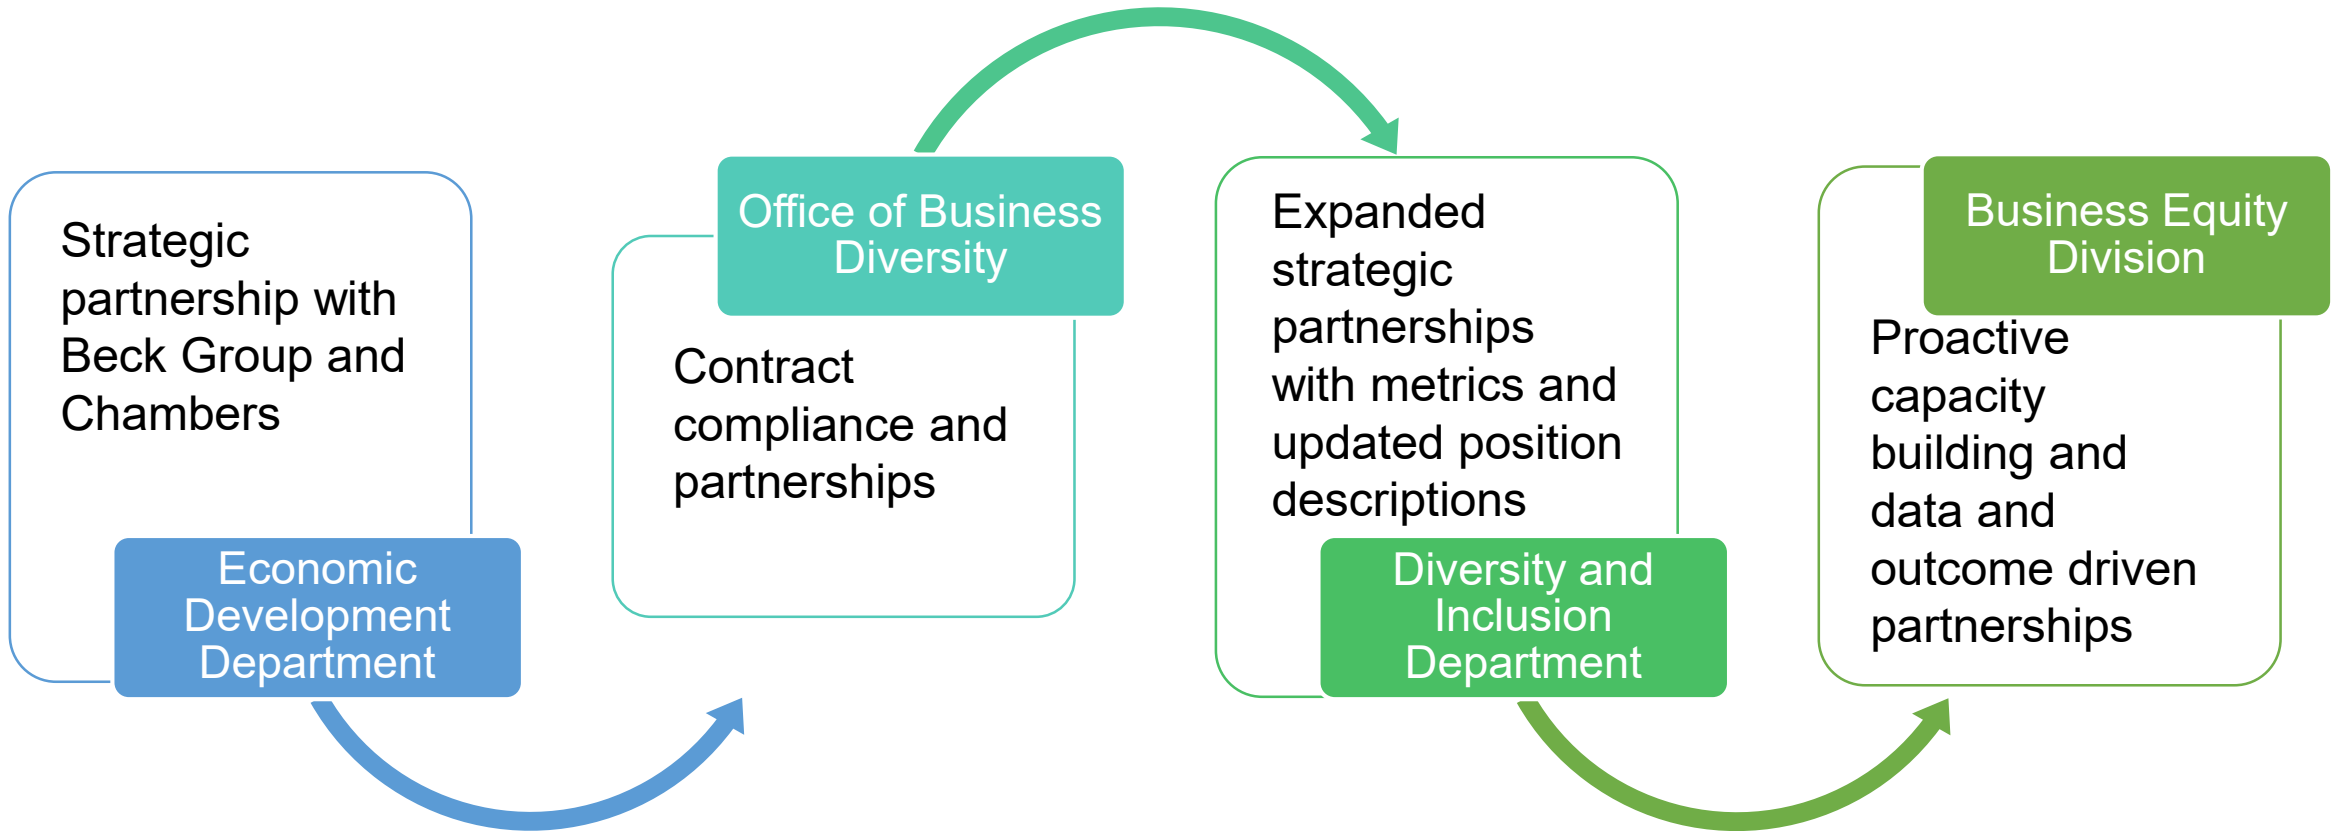 Strategic
partnership with
Beck Group and
Chambers
Economic
Development
Department
Office of Business
Diversity
Contract
compliance and
partnerships
Expanded
strategic
partnerships
with metrics and
updated position
descriptions
Diversity and
Inclusion
Department
Business Equity
Division
Proactive
capacity
building and
data and
outcome driven
partnerships